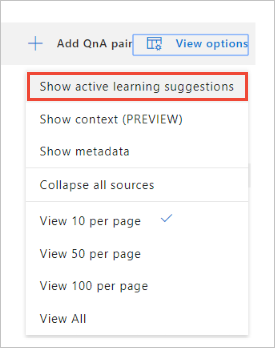 Add QnA pair View options
Show active learning suggestions
Show context (PREVIEW)
Show metadata
Collapse all sources
View 10 per page
View 50 per page
View 100 per page
View All